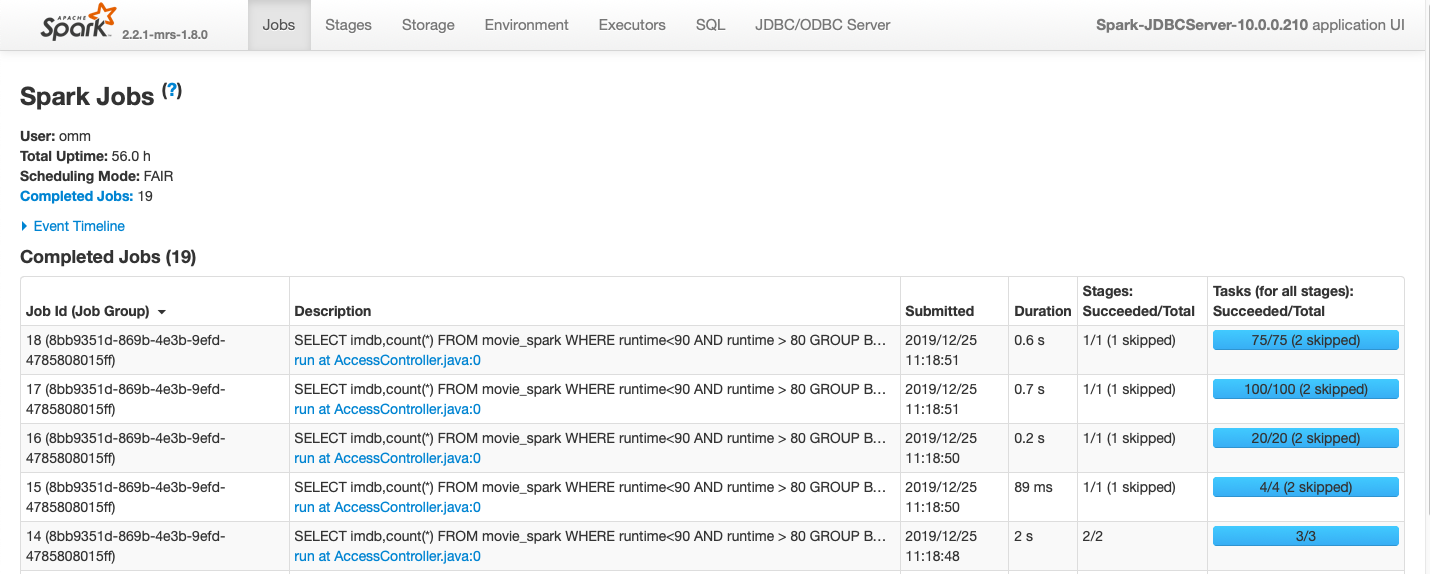 APACHE
Spark 2.2.1-mrs-1.8.0 Jobs Stages Storage Environment Executors SQL JDBC/ODBC Server Spark-JDBCServer-10.0.0.210 application UI
Spark Jobs (?)
User: omm
Total Uptime: 56.0 h
Scheduling Mode: FAIR
Completed Jobs: 19
Event Timeline
Completed Jobs (19)
Stages: Tasks (for all stages):
Job Id (Job Group) Description Submitted Duration Succeeded/Total Succeeded/Total
18 (8bb9351d-869b-4e3b-9efd- SELECT imdb,count(*) FROM movie_spark WHERE runtime<90 AND runtime > 80 GROUP B... 2019/12/25 0.6 s 1/1 (1 skipped) 75/75 (2 skipped)
4785808015ff) run at AccessController.java:0 11:18:51
17 (8bb9351d-869b-4e3b-9efd- SELECT imdb,count(*) FROM movie_spark WHERE runtime<90 AND runtime > 80 GROUP B... 2019/12/25 0.7 s 1/1 (1 skipped) 100/100 (2 skipped)
4785808015ff) run at AccessController.java:0 11:18:51
16 (8bb9351d-869b-4e3b-9efd- SELECT imdb,count(*) FROM movie_spark WHERE runtime<90 AND runtime > 80 GROUP B... 2019/12/25 0.2 s 1/1 (1 skipped) 20/20 (2 skipped)
4785808015ff) run at AccessController.java:0 11:18:50
15 (8bb9351d-869b-4e3b-9efd- SELECT imdb,count(*) FROM movie_spark WHERE runtime<90 AND runtime > 80 GROUP B... 2019/12/25 89 ms 1/1 (1 skipped) 4/4 (2 skipped)
4785808015ff) run at AccessController.java:0 11:18:50
14 (8bb9351d-869b-4e3b-9efd- SELECT imdb,count(*) FROM movie_spark WHERE runtime<90 AND runtime > 80 GROUP B... 2019/12/25 2 s 2/2 3/3
4785808015ff) run at AccessController.java:0 11:18:48